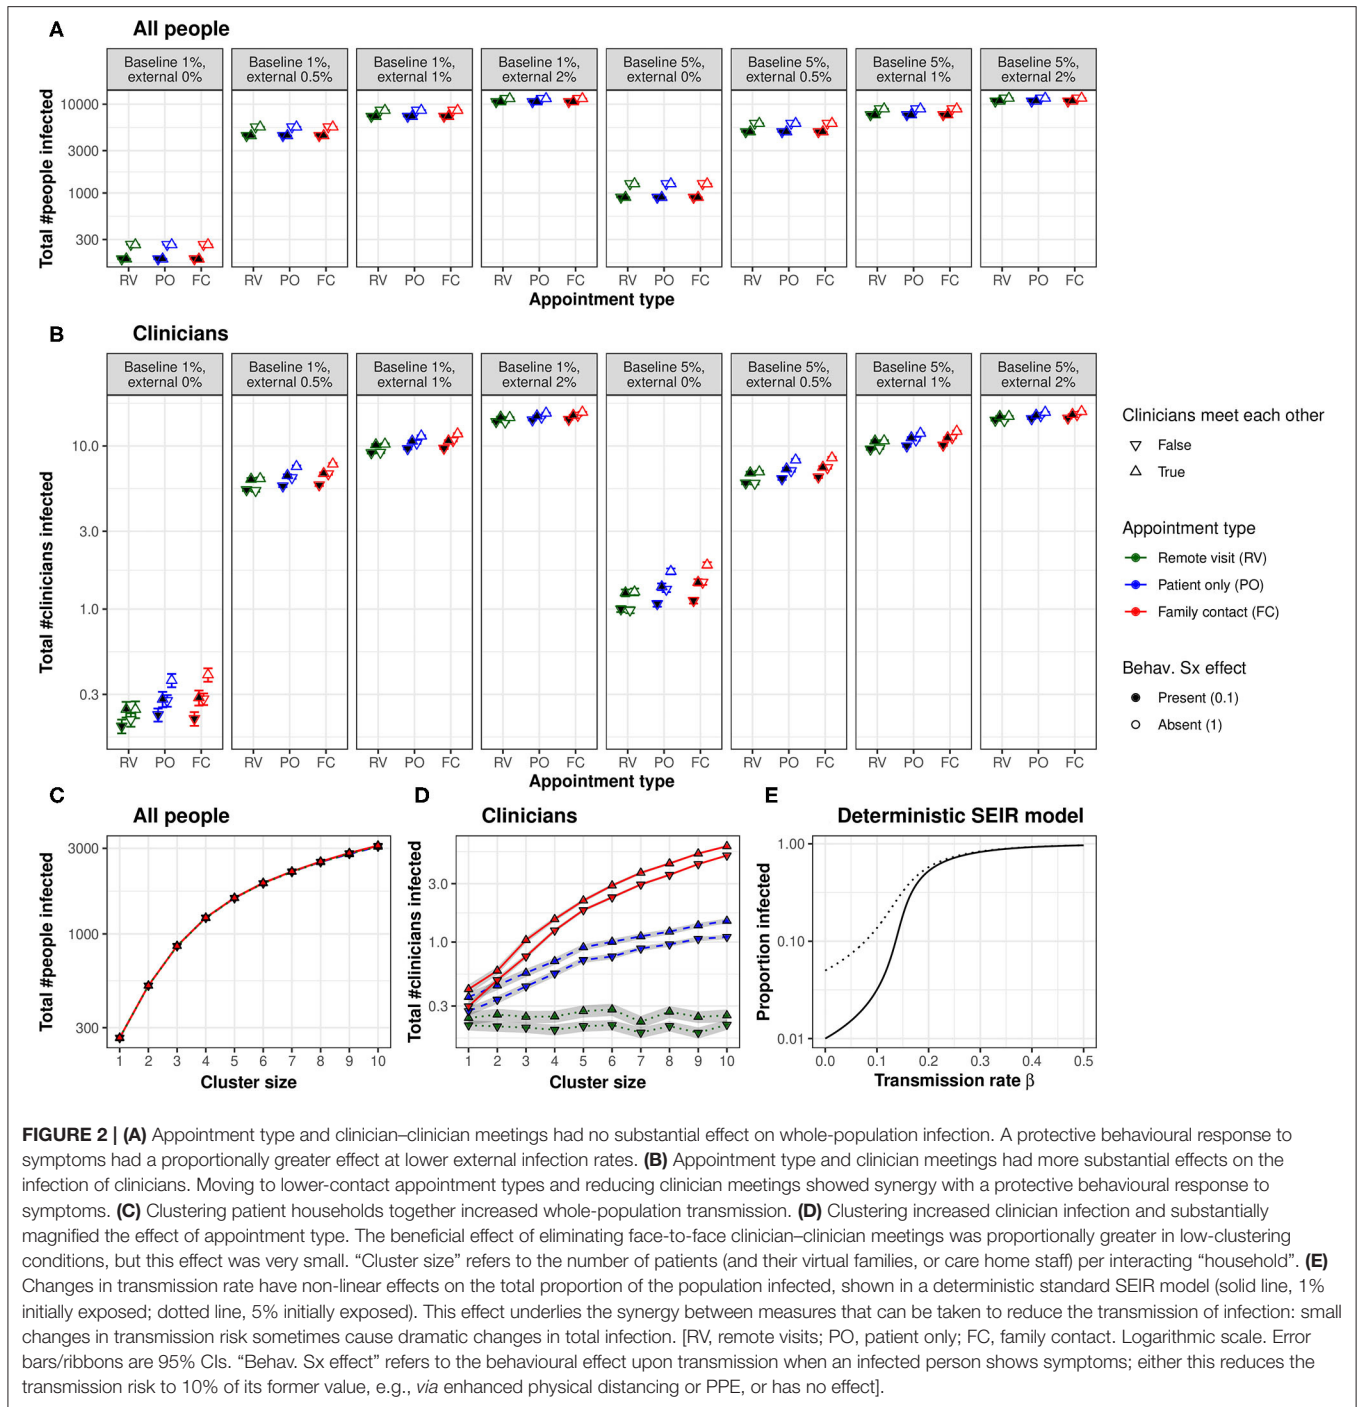 A All people
Baseline 1%, external 0%
Baseline 1%, external 0.5%
Baseline 1%, external 1%
Baseline 1%, external 2%
Baseline 5%, external 0%
Baseline 5%, external 0.5%
Baseline 5%, external 1%
Baseline 5%, external 2%
Total #people infected
10000
3000
1000
300
RV PO FC RV PO FC RV PO FC RV PO FC RV PO FC RV PO FC RV PO FC RV PO FC
Appointment type
B Clinicians
Baseline 1%, external 0%
Baseline 1%, external 0.5%
Baseline 1%, external 1%
Baseline 1%, external 2%
Baseline 5%, external 0%
Baseline 5%, external 0.5%
Baseline 5%, external 1%
Baseline 5%, external 2%
Total #clinicians infected
10.0
3.0
1.0
0.3
RV PO FC RV PO FC RV PO FC RV PO FC RV PO FC RV PO FC RV PO FC RV PO FC
Appointment type
Clinicians meet each other
False
True
Appointment type
Remote visit (RV)
Patient only (PO)
Family contact (FC)
Behav. Sx effect
Present (0.1)
Absent (1)
C All people
Total #people infected
3000
1000
300
1 2 3 4 5 6 7 8 9 10
Cluster size
D Clinicians
Total #clinicians infected
3.0
1.0
0.3
1 2 3 4 5 6 7 8 9 10
Cluster size
E Deterministic SEIR model
Proportion infected
1.00
0.10
0.01
0.0 0.1 0.2 0.3 0.4 0.5
Transmission rate β
FIGURE 2 | (A) Appointment type and clinician–clinician meetings had no substantial effect on whole-population infection. A protective behavioural response to
symptoms had a proportionally greater effect at lower external infection rates. (B) Appointment type and clinician meetings had more substantial effects on the
infection of clinicians. Moving to lower-contact appointment types and reducing clinician meetings showed synergy with a protective behavioural response to
symptoms. (C) Clustering patient households together increased whole-population transmission. (D) Clustering increased clinician infection and substantially
magnified the effect of appointment type. The beneficial effect of eliminating face-to-face clinician–clinician meetings was proportionally greater in low-clustering
conditions, but this effect was very small. “Cluster size” refers to the number of patients (and their virtual families, or care home staff) per interacting “household”. (E)
Changes in transmission rate have non-linear effects on the total proportion of the population infected, shown in a deterministic standard SEIR model (solid line, 1%
initially exposed; dotted line, 5% initially exposed). This effect underlies the synergy between measures that can be taken to reduce the transmission of infection: small
changes in transmission risk sometimes cause dramatic changes in total infection. [RV, remote visits; PO, patient only; FC, family contact. Logarithmic scale. Error
bars/ribbons are 95% CIs. “Behav. Sx effect” refers to the behavioural effect upon transmission when an infected person shows symptoms; either this reduces the
transmission risk to 10% of its former value, e.g., via enhanced physical distancing or PPE, or has no effect].